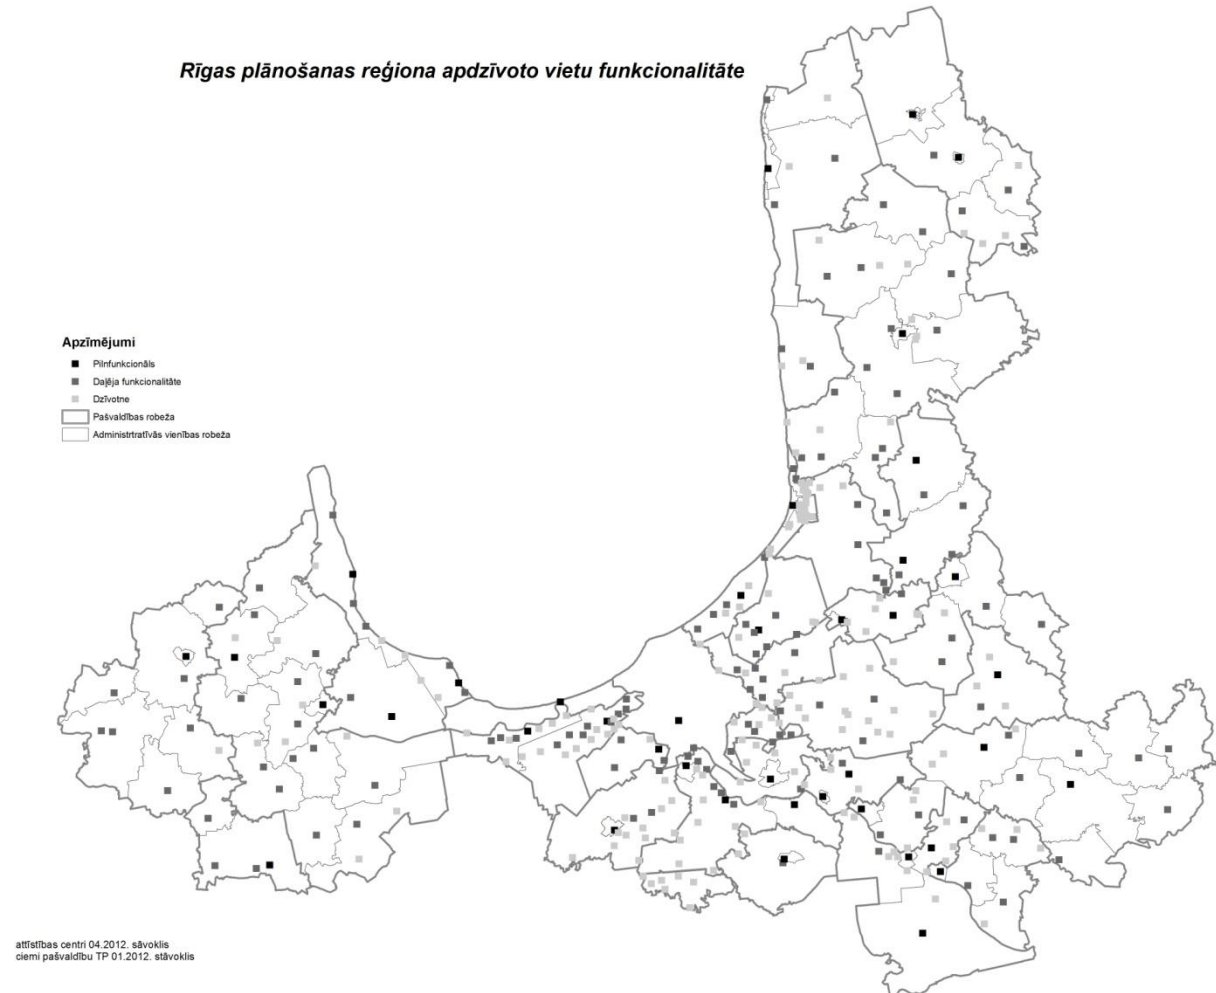 Rīgas plānošanas reģiona apdzīvoto vietu funkcionalitāte
Apzīmējumi
Pilnfunkcionāls
Daļēja funkcionalitāte
Dzīvotne
Pašvaldības robeža
Administrtratīvās vienības robeža
attīstības centri 04.2012. sāvoklis
ciemi pašvaldību TP 01.2012. stāvoklis